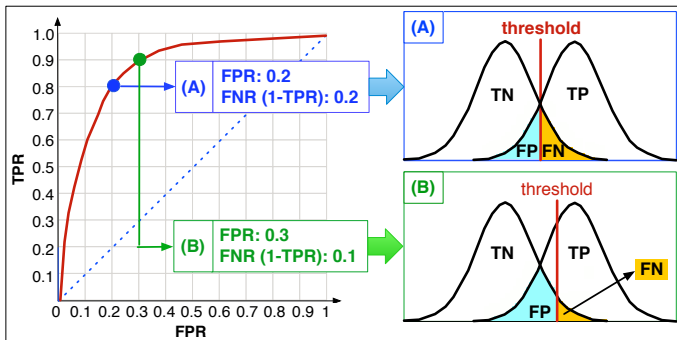 1.0
0.9
0.8
0.7
0.6
0.5
0.4
0.3
0.2
0.1
TPR
0 0.1 0.2 0.3 0.4 0.5 0.6 0.7 0.8 0.9 1
FPR
(A)
FPR: 0.2
FNR (1-TPR): 0.2
(B)
FPR: 0.3
FNR (1-TPR): 0.1
(A)
threshold
TN TP
FP FN
(B)
threshold
TN TP
FN
FP